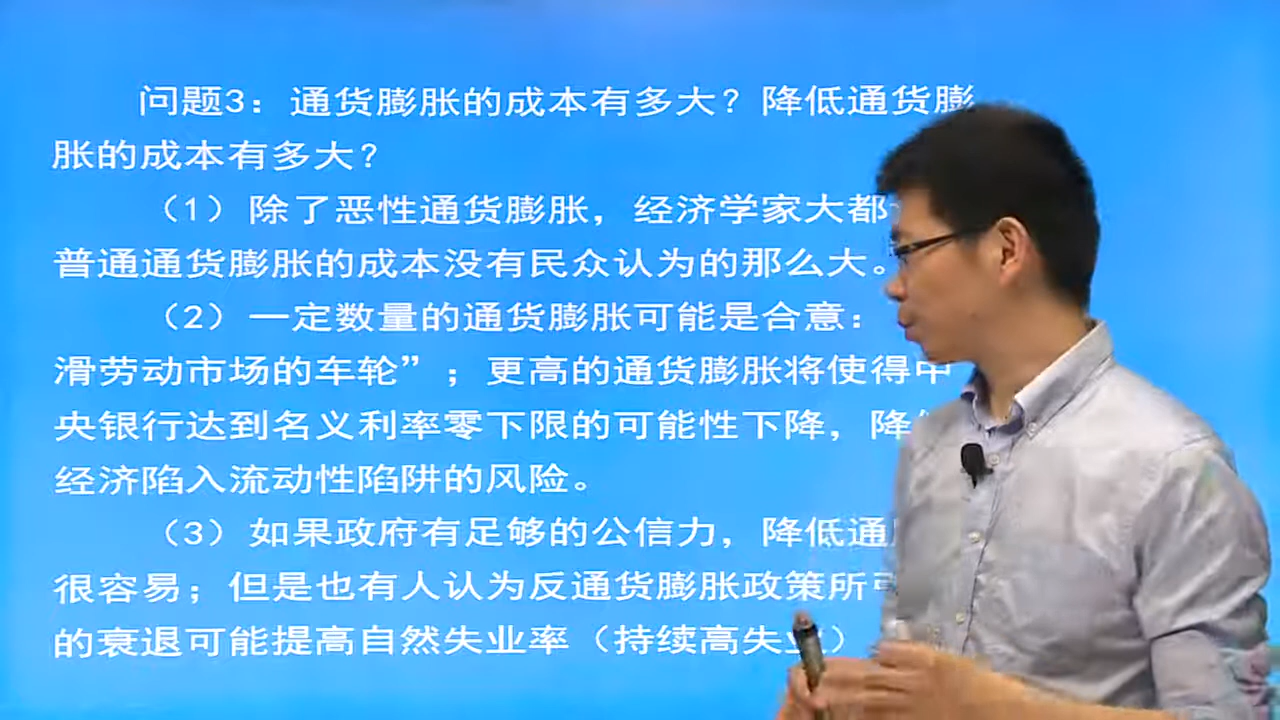 问题3：通货膨胀的成本有多大？降低通货膨
胀的成本有多大？
（1）除了恶性通货膨胀，经济学家大都
普通通货膨胀的成本没有民众认为的那么大。
（2）一定数量的通货膨胀可能是合意：
滑劳动市场的车轮”；更高的通货膨胀将使得中
央银行达到名义利率零下限的可能性下降，降
经济陷入流动性陷阱的风险。
（3）如果政府有足够的公信力，降低通
很容易；但是也有人认为反通货膨胀政策所
的衰退可能提高自然失业率（持续高失业）